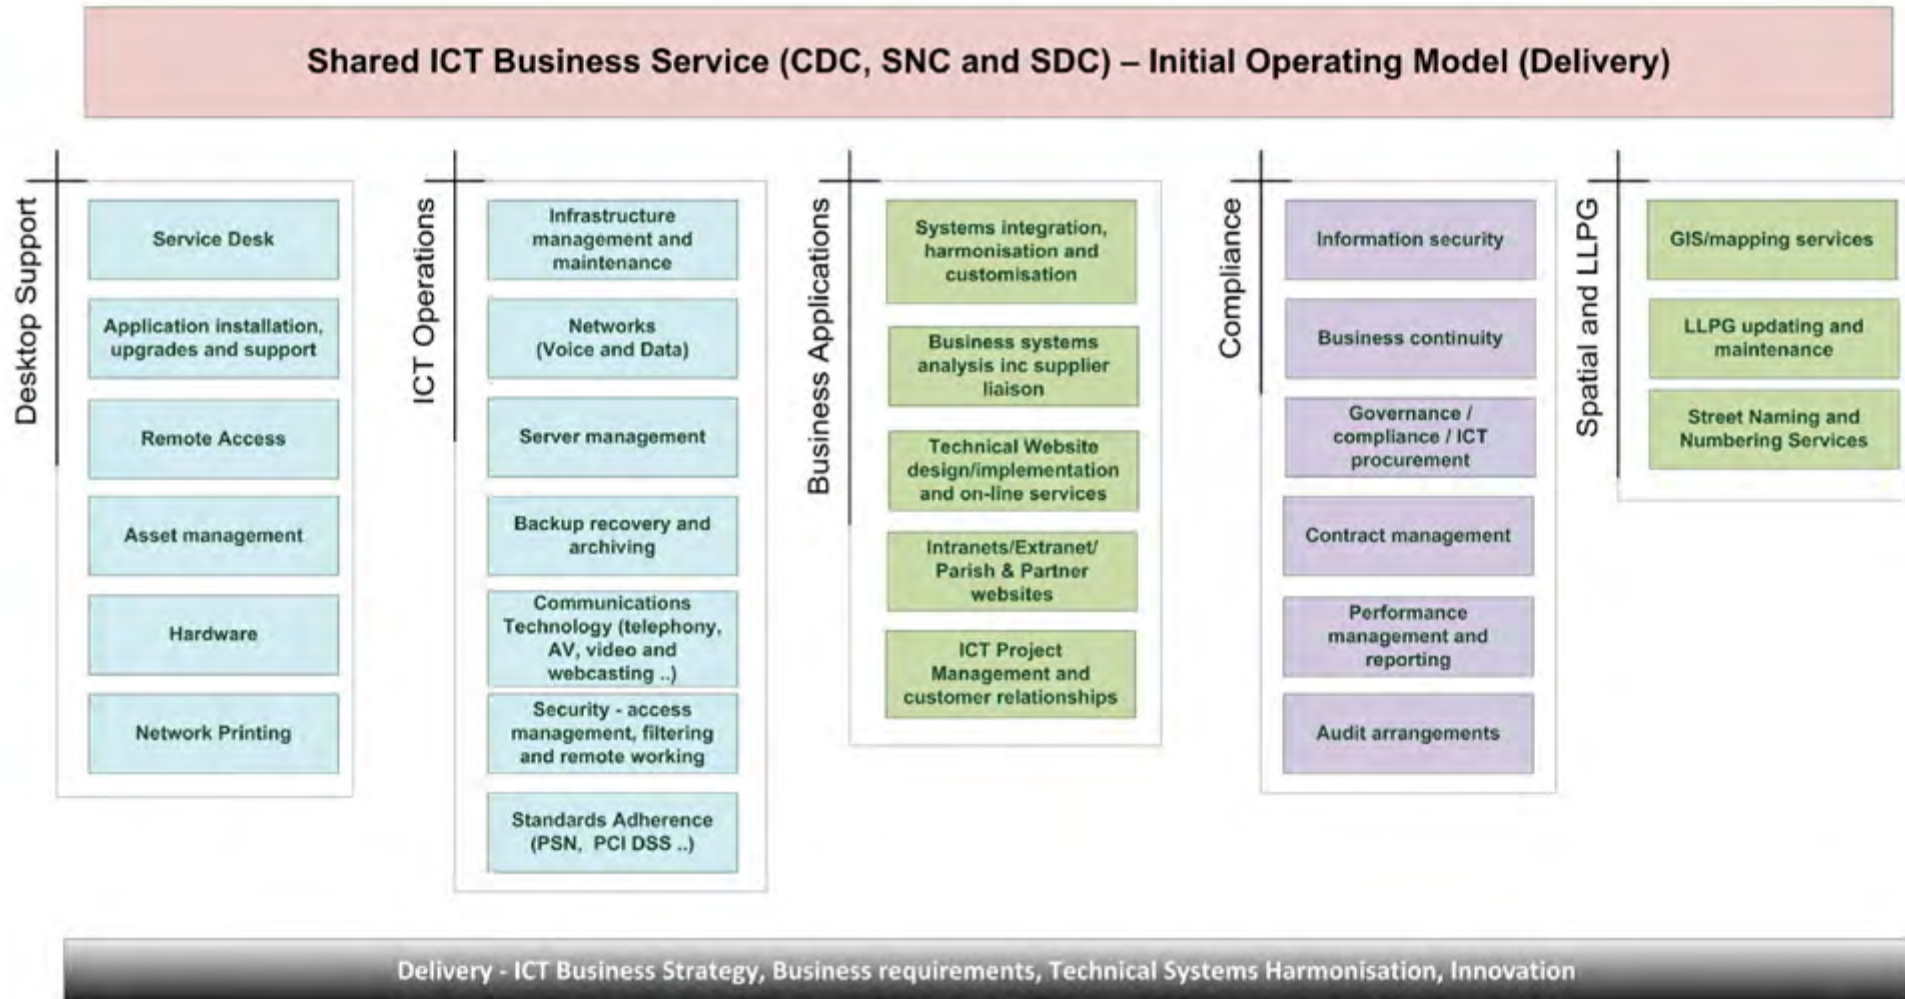 Shared ICT Business Service (CDC, SNC and SDC) – Initial Operating Model (Delivery)
Desktop Support
Service Desk
Application installation,
upgrades and support
Remote Access
Asset management
Hardware
Network Printing
ICT Operations
Infrastructure
management and
maintenance
Networks
(Voice and Data)
Server management
Backup recovery and
archiving
Communications
Technology (telephony,
AV, video and
webcasting ..)
Security - access
management, filtering
and remote working
Standards Adherence
(PSN, PCI DSS ..)
Business Applications
Systems integration,
harmonisation and
customisation
Business systems
analysis inc supplier
liaison
Technical Website
design/implementation
and on-line services
Intranets/Extranet/
Parish & Partner
websites
ICT Project
Management and
customer relationships
Compliance
Information security
Business continuity
Governance /
compliance / ICT
procurement
Contract management
Performance
management and
reporting
Audit arrangements
Spatial and LLPG
GIS/mapping services
LLPG updating and
maintenance
Street Naming and
Numbering Services
Delivery - ICT Business Strategy, Business requirements, Technical Systems Harmonisation, Innovation